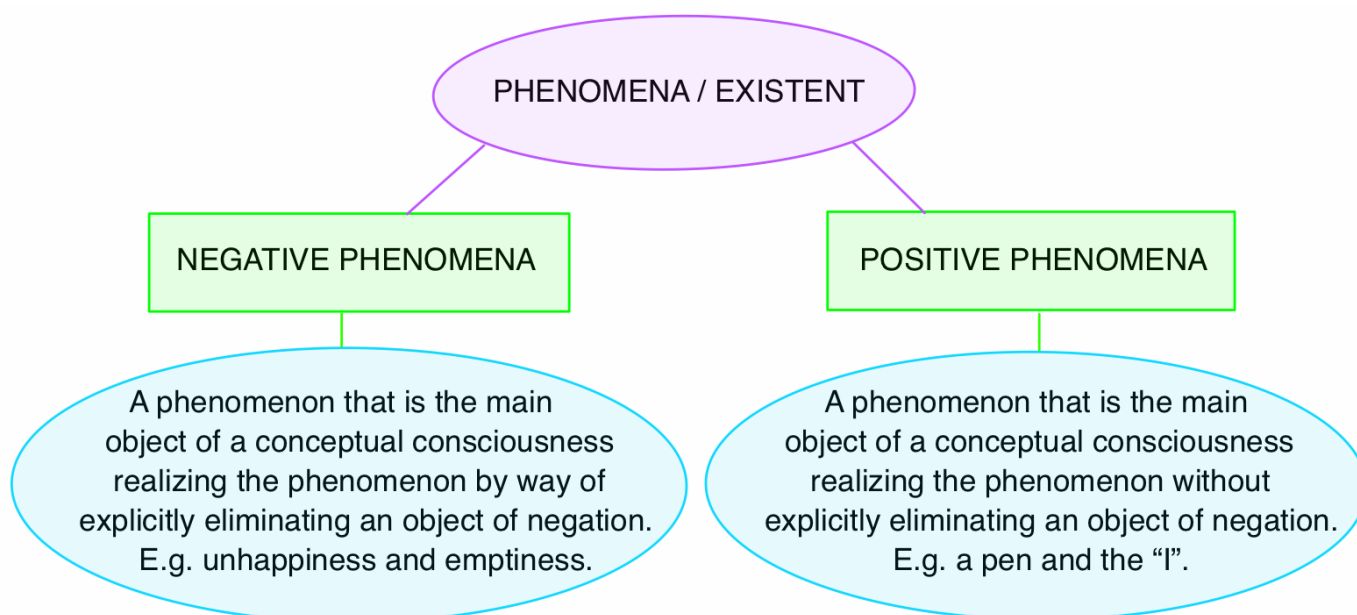 PHENOMENA / EXISTENT
NEGATIVE PHENOMENA
POSITIVE PHENOMENA
A phenomenon that is the main
object of a conceptual consciousness
realizing the phenomenon by way of
explicitly eliminating an object of negation.
E.g. unhappiness and emptiness.
A phenomenon that is the main
object of a conceptual consciousness
realizing the phenomenon without
explicitly eliminating an object of negation.
E.g. a pen and the “I”.